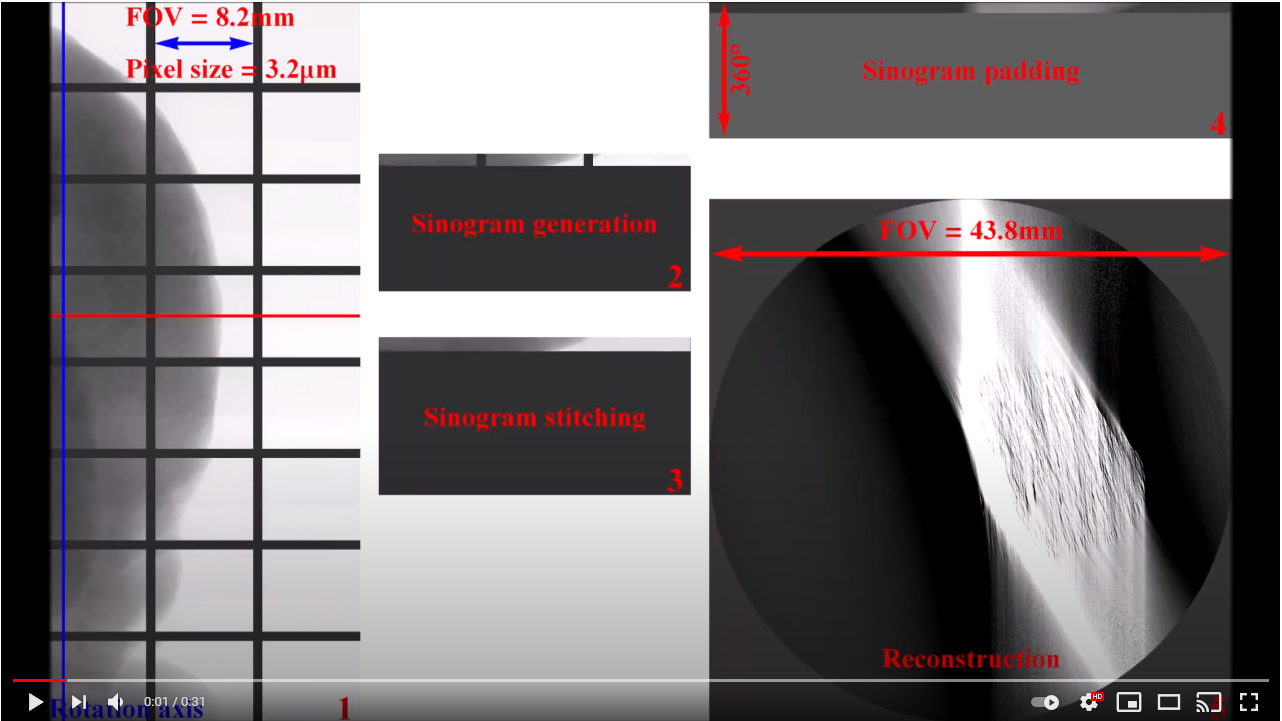 FOV = 8.2mm
Pixel size = 3.2µm
Rotation axis
1
Sinogram generation
2
Sinogram stitching
3
360°
Sinogram padding
4
FOV = 43.8mm
Reconstruction
0:01 / 0:31
HD